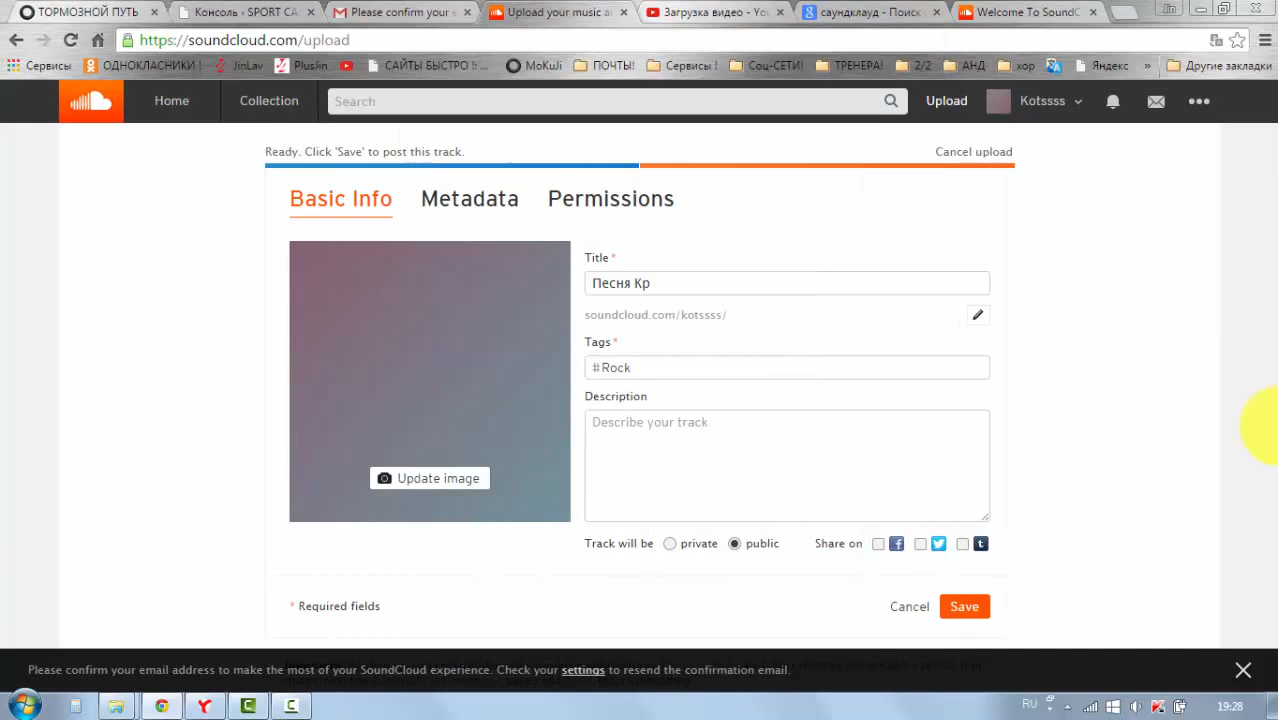 ТОРМОЗНОЙ ПУТЬ
Консоль «SPORT CA
Please confirm your
Upload your music a
Загрузка видео - You
саундклауд - Поиск
Welcome To SoundC
https://soundcloud.com/upload
Сервисы
ОДНОКЛАСНИКИ
JinLav
PlusJin
САЙТЫ БЫСТРО !:...
MoKuJi
ПОЧТЫ!
Сервисы !
Соц-СЕТИ!
ТРЕНЕРА!
2/2
АНД
хор
Яндекс
»
Другие закладки
Home
Collection
Search
Upload
Kotssss
Ready. Click 'Save' to post this track.
Cancel upload
Basic Info
Metadata
Permissions
Title *
Песня Кр
soundcloud.com/kotssss/
Tags *
#Rock
Description
Describe your track
Update image
Track will be private public Share on
* Required fields
Cancel
Save
Please confirm your email address to make the most of your SoundCloud experience. Check your settings to resend the confirmation email.
RU
19:28